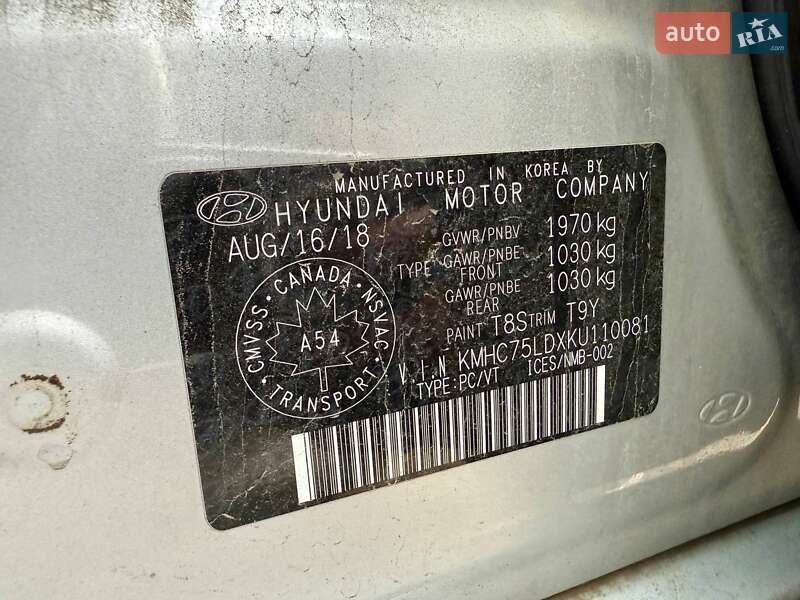 auto RIA
.com
MANUFACTURED IN KOREA BY
HYUNDAI MOTOR COMPANY
AUG/16/18
GVWR/PNBV 1970 kg
TYPE GAWR/PNBE FRONT 1030 kg
GAWR/PNBE REAR 1030 kg
PAINT T8S TRIM T9Y
V.I.N KMHC75LDXKU110081
TYPE:PC/VT ICES/NMB-002
CMVSS · CANADA · NSVAC
A54
· TRANSPORT ·